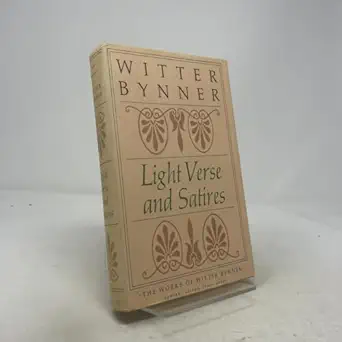 WITTER
BYNNER
Light Verse
and Satires
THE WORKS OF WITTER BYNNER